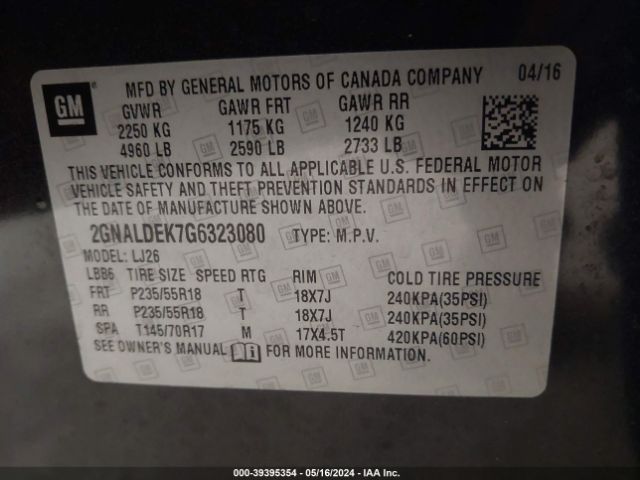 GM MFD BY GENERAL MOTORS OF CANADA COMPANY 04/16
GVWR GAWR FRT GAWR RR
2250 KG 1175 KG 1240 KG
4960 LB 2590 LB 2733 LB
THIS VEHICLE CONFORMS TO ALL APPLICABLE U.S. FEDERAL MOTOR
VEHICLE SAFETY AND THEFT PREVENTION STANDARDS IN EFFECT ON
THE DATE OF MANUFACTURE SHOWN ABOVE.
2GNALDEK7G6323080 TYPE: M.P.V.
MODEL: LJ26
LBB6 TIRE SIZE SPEED RTG RIM COLD TIRE PRESSURE
FRT P235/55R18 T 18X7J 240KPA(35PSI)
RR P235/55R18 T 18X7J 240KPA(35PSI)
SPA T145/70R17 M 17X4.5T 420KPA(60PSI)
SEE OWNER'S MANUAL FOR MORE INFORMATION.
000-39395354 - 05/16/2024 - IAA Inc.